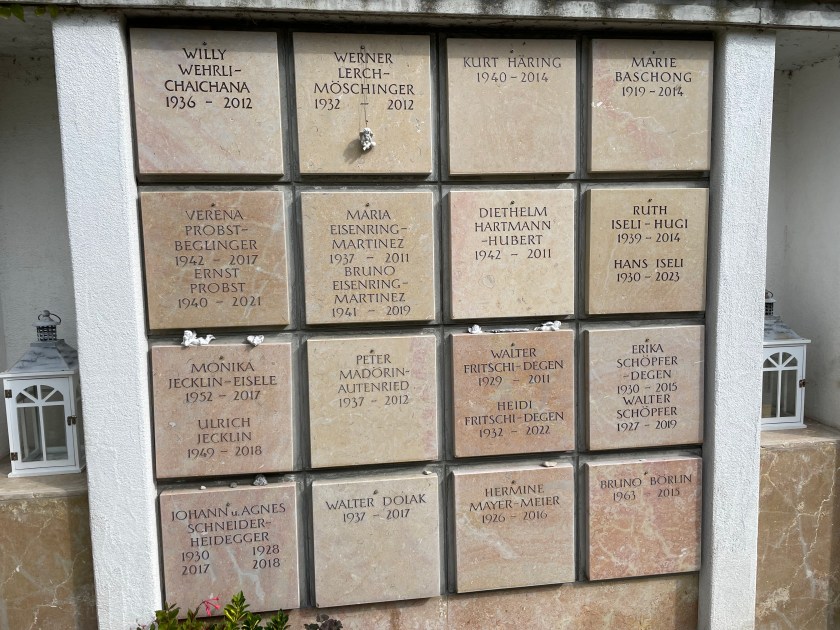 WILLY
WEHRLI-
CHAICHANA
1936 - 2012
WERNER
LERCH-
MÖSCHINGER
1932 - 2012
KURT HÄRING
1940-2014
MARIE
BASCHONG
1919-2014
VERENA
PROBST-
BEGLINGER
1942 - 2017
ERNST
PROBST
1940 - 2021
MARIA
EISENRING-
MARTINEZ
1937 - 2011
BRUNO
EISENRING-
MARTINEZ
1941 - 2019
DIETHELM
HARTMANN
-HUBERT
1942 - 2011
RUTH
ISELI-HUGI
1939 - 2014
HANS ISELI
1930 - 2023
MONIKA
JECKLIN-EISELE
1952 - 2017
ULRICH
JECKLIN
1949 - 2018
PETER
MADÖRIN-
AUTENRIED
1937 - 2012
WALTER
FRITSCHI-DEGEN
1929 - 2011
HEIDI
FRITSCHI-DEGEN
1932 - 2022
ERIKA
SCHÖPFER
-DEGEN
1930 - 2015
WALTER
SCHÖPFER
1927 - 2019
JOHANN u. AGNES
SCHNEIDER-
HEIDEGGER
1930 1928
2017 2018
WALTER DOLAK
1937 - 2017
HERMINE
MAYER-MEIER
1926 - 2016
BRUNO BÖRLIN
1963 2015